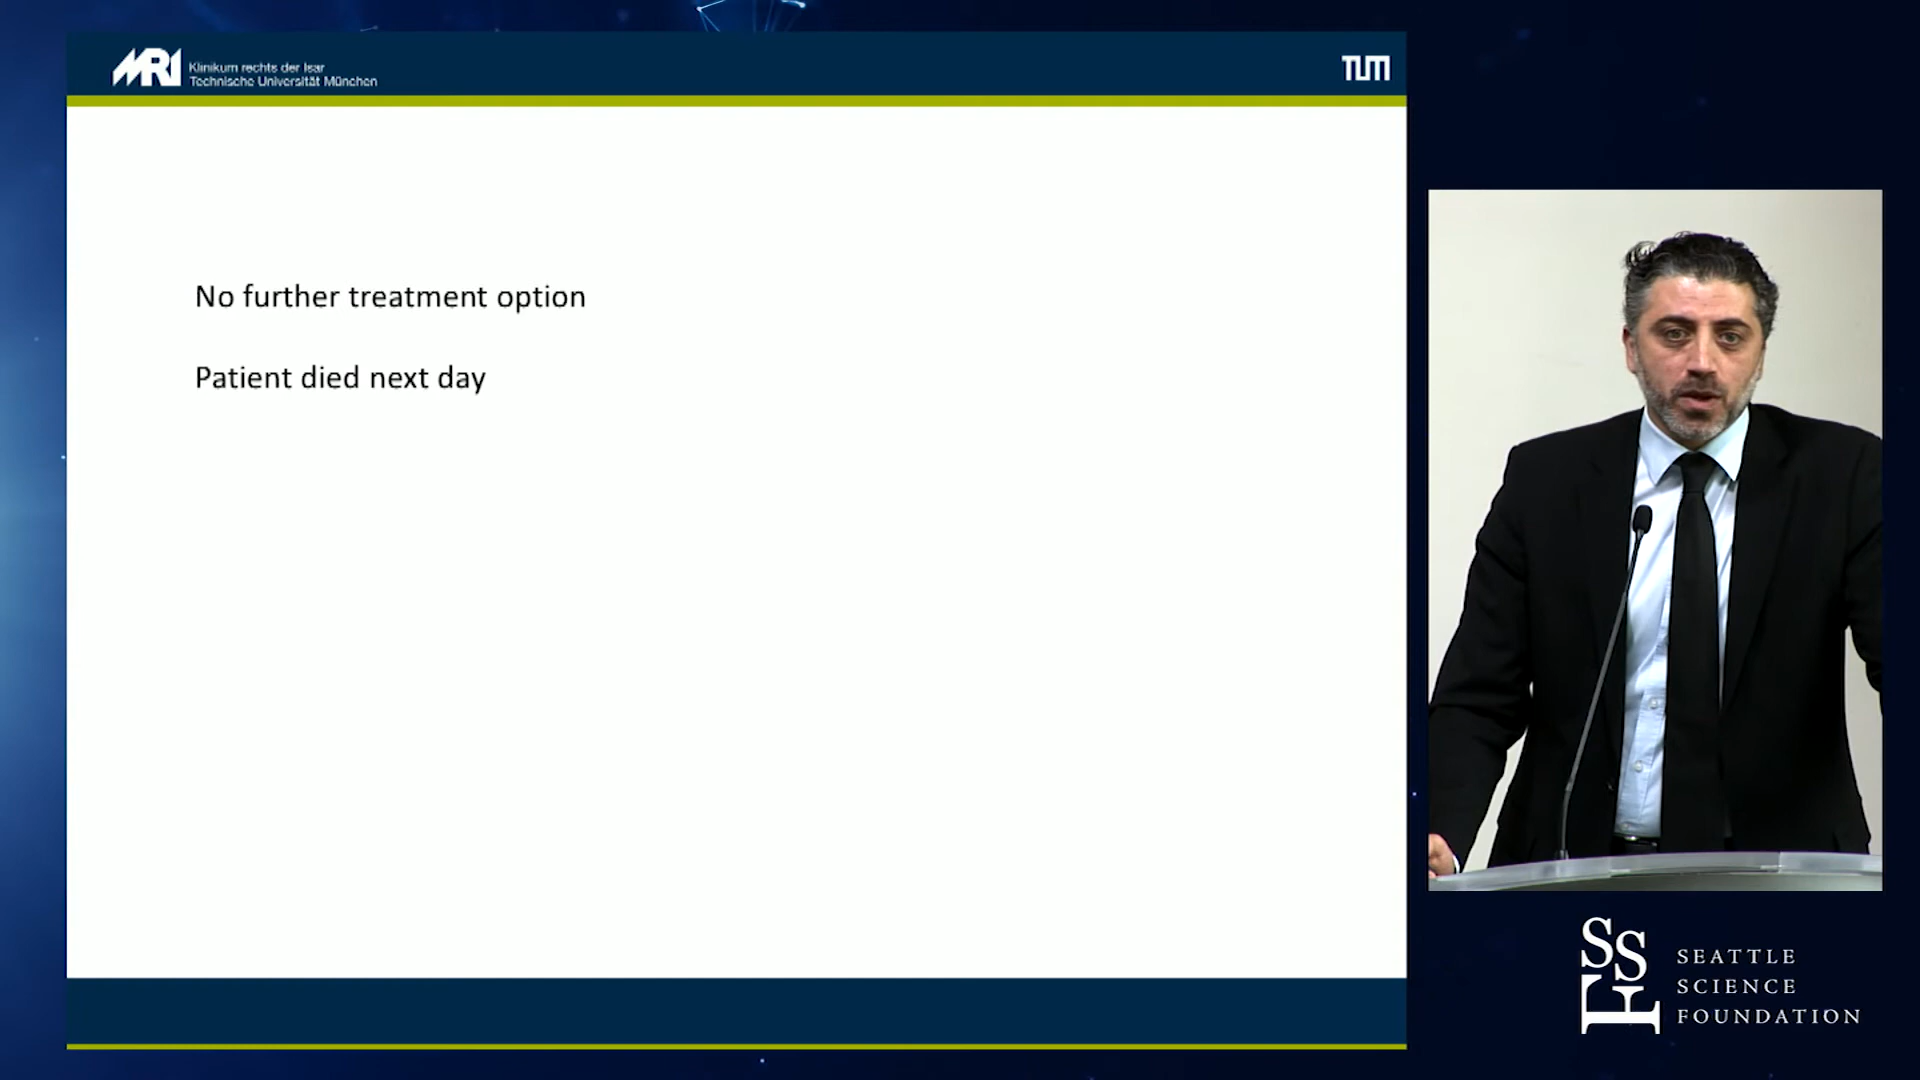 MRI
Klinikum rechts der Isar
Technische Universität München
TUM
No further treatment option
Patient died next day
SSF
SEATTLE
SCIENCE
FOUNDATION